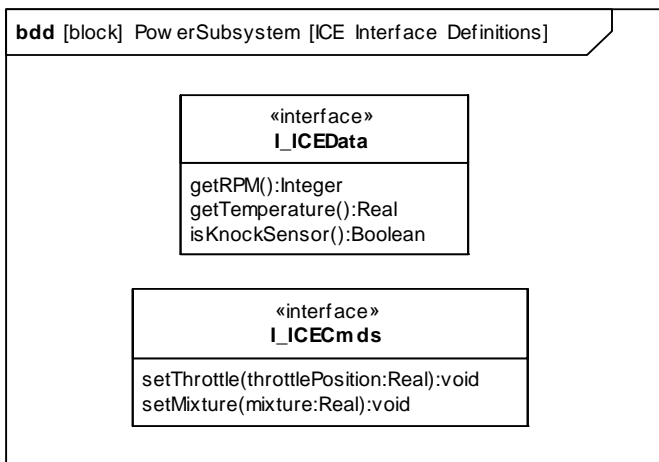 bdd [block] PowerSubsystem [ICE Interface Definitions]
«interface»
I_ICEData
getRPM():Integer
getTemperature():Real
isKnockSensor():Boolean
«interface»
I_ICECmds
setThrottle(throttlePosition:Real):void
setMixture(mixture:Real):void